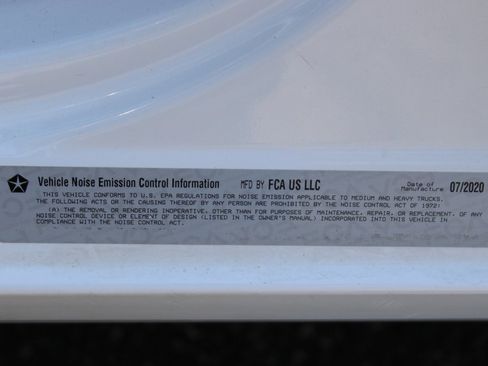 Vehicle Noise Emission Control Information MFD BY FCA US LLC Date of Manufacture 07/2020
THIS VEHICLE CONFORMS TO U.S. EPA REGULATIONS FOR NOISE EMISSION APPLICABLE TO MEDIUM AND HEAVY TRUCKS.
THE FOLLOWING ACTS OR THE CAUSING THEREOF BY ANY PERSON ARE PROHIBITED BY THE NOISE CONTROL ACT OF 1972:
(A) THE REMOVAL OR RENDERING INOPERATIVE, OTHER THAN FOR PURPOSES OF MAINTENANCE, REPAIR, OR REPLACEMENT, OF ANY
NOISE CONTROL DEVICE OR ELEMENT OF DESIGN (LISTED IN THE OWNER'S MANUAL) INCORPORATED INTO THIS VEHICLE IN
COMPLIANCE WITH THE NOISE CONTROL ACT.